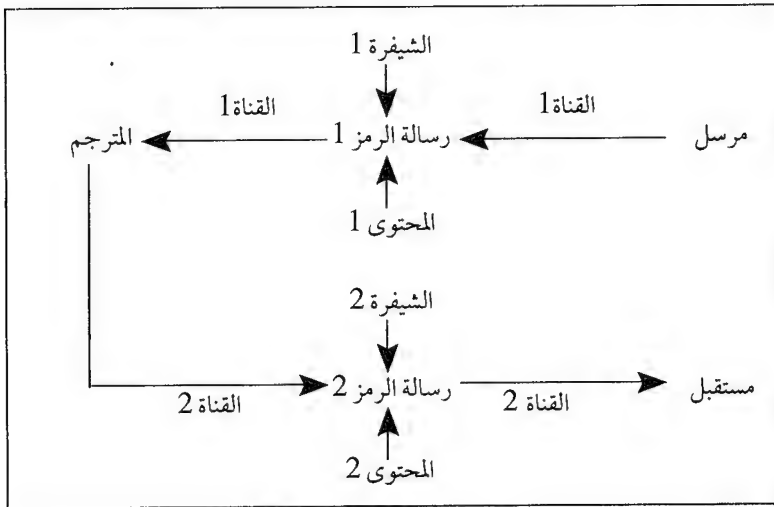 الشيفرة 1
القناة1
القناة1
مرسل
رسالة الرمز 1
المترجم
المحتوى 1
الشيفرة 2
رسالة الرمز 2
مستقبل
القناة 2
القناة 2
المحتوى 2